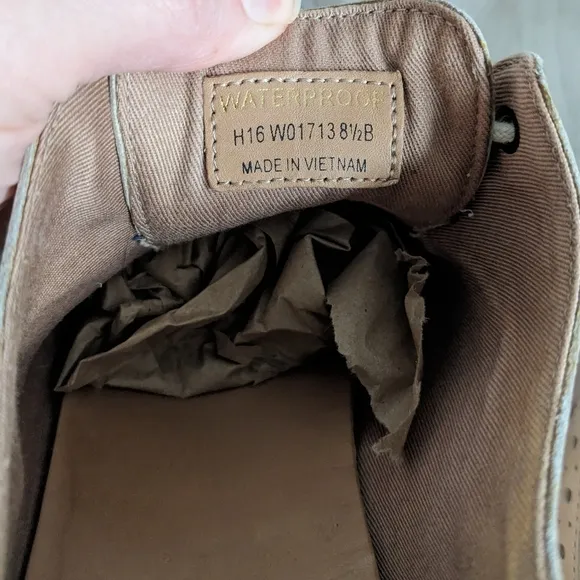 WATERPROOF
H16 W01713 8½B
MADE IN VIETNAM